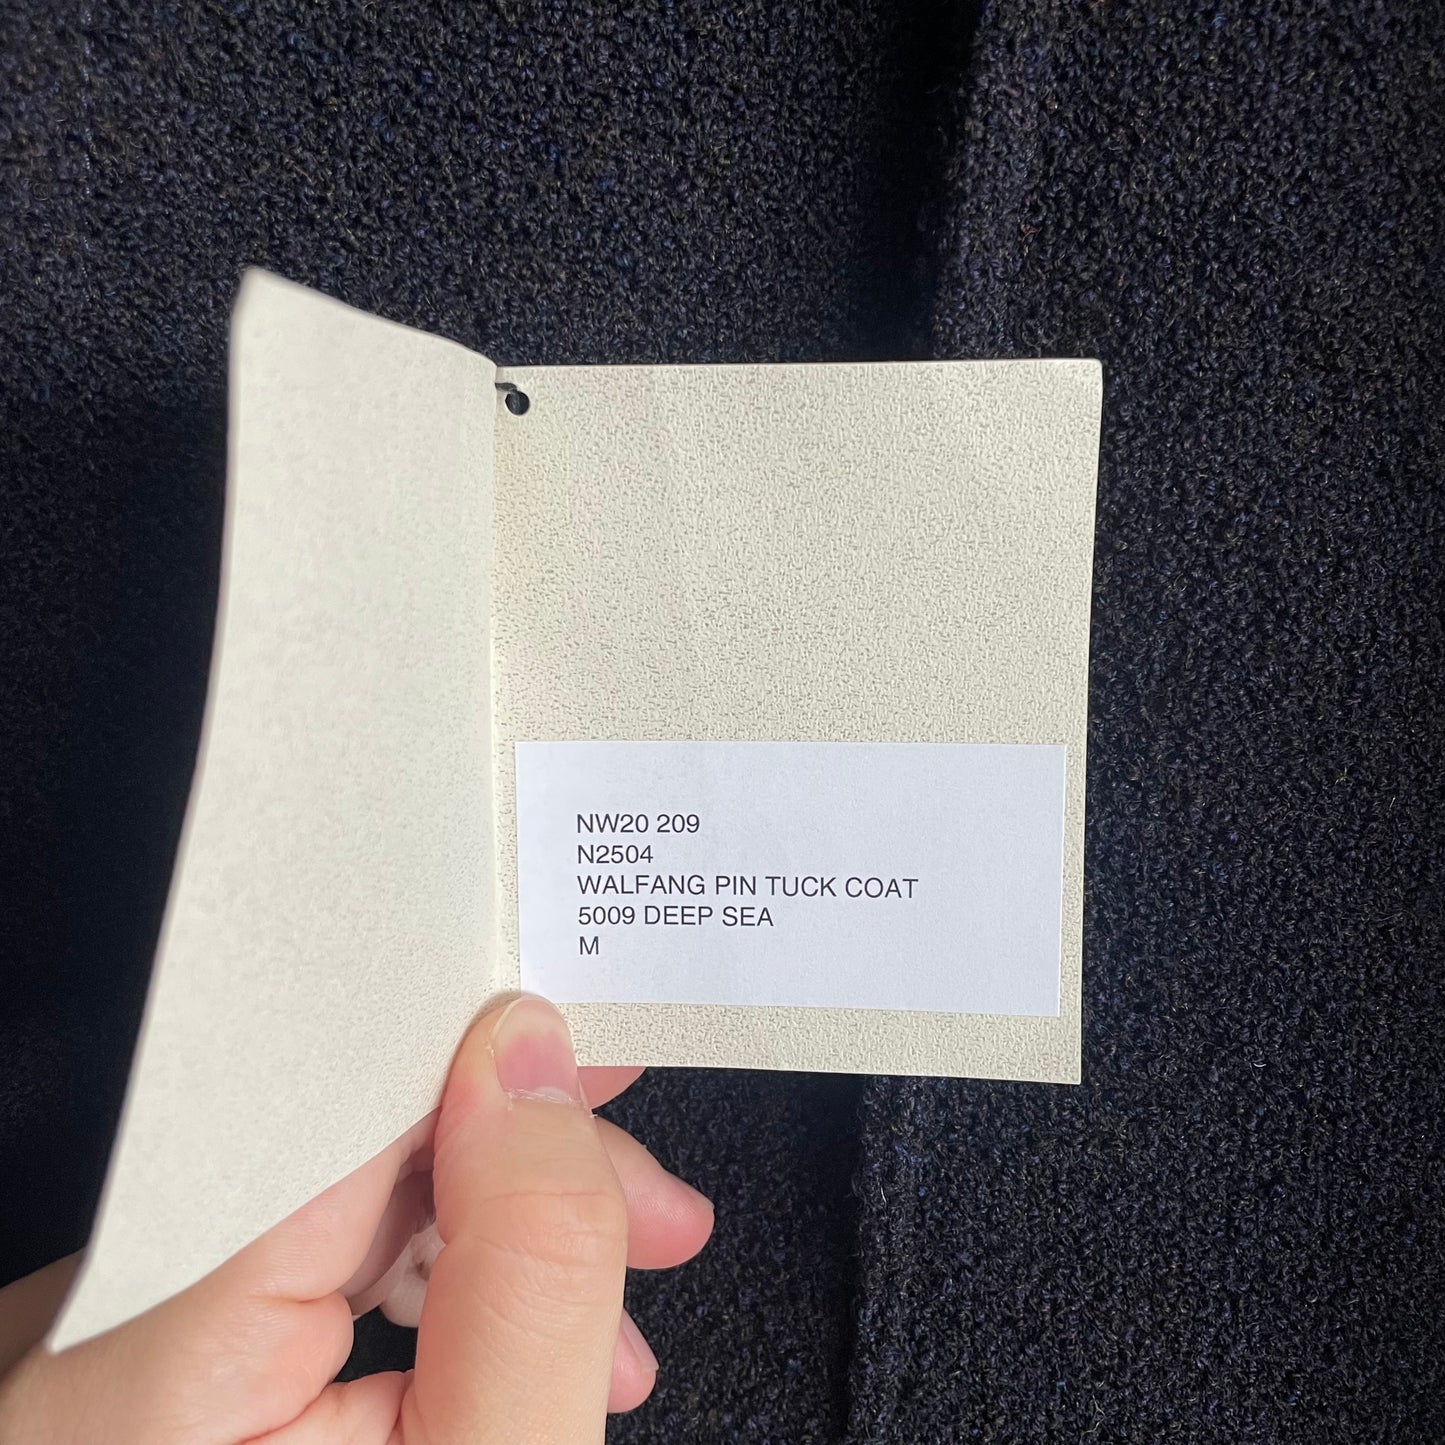 NW20 209
N2504
WALFANG PIN TUCK COAT
5009 DEEP SEA
M